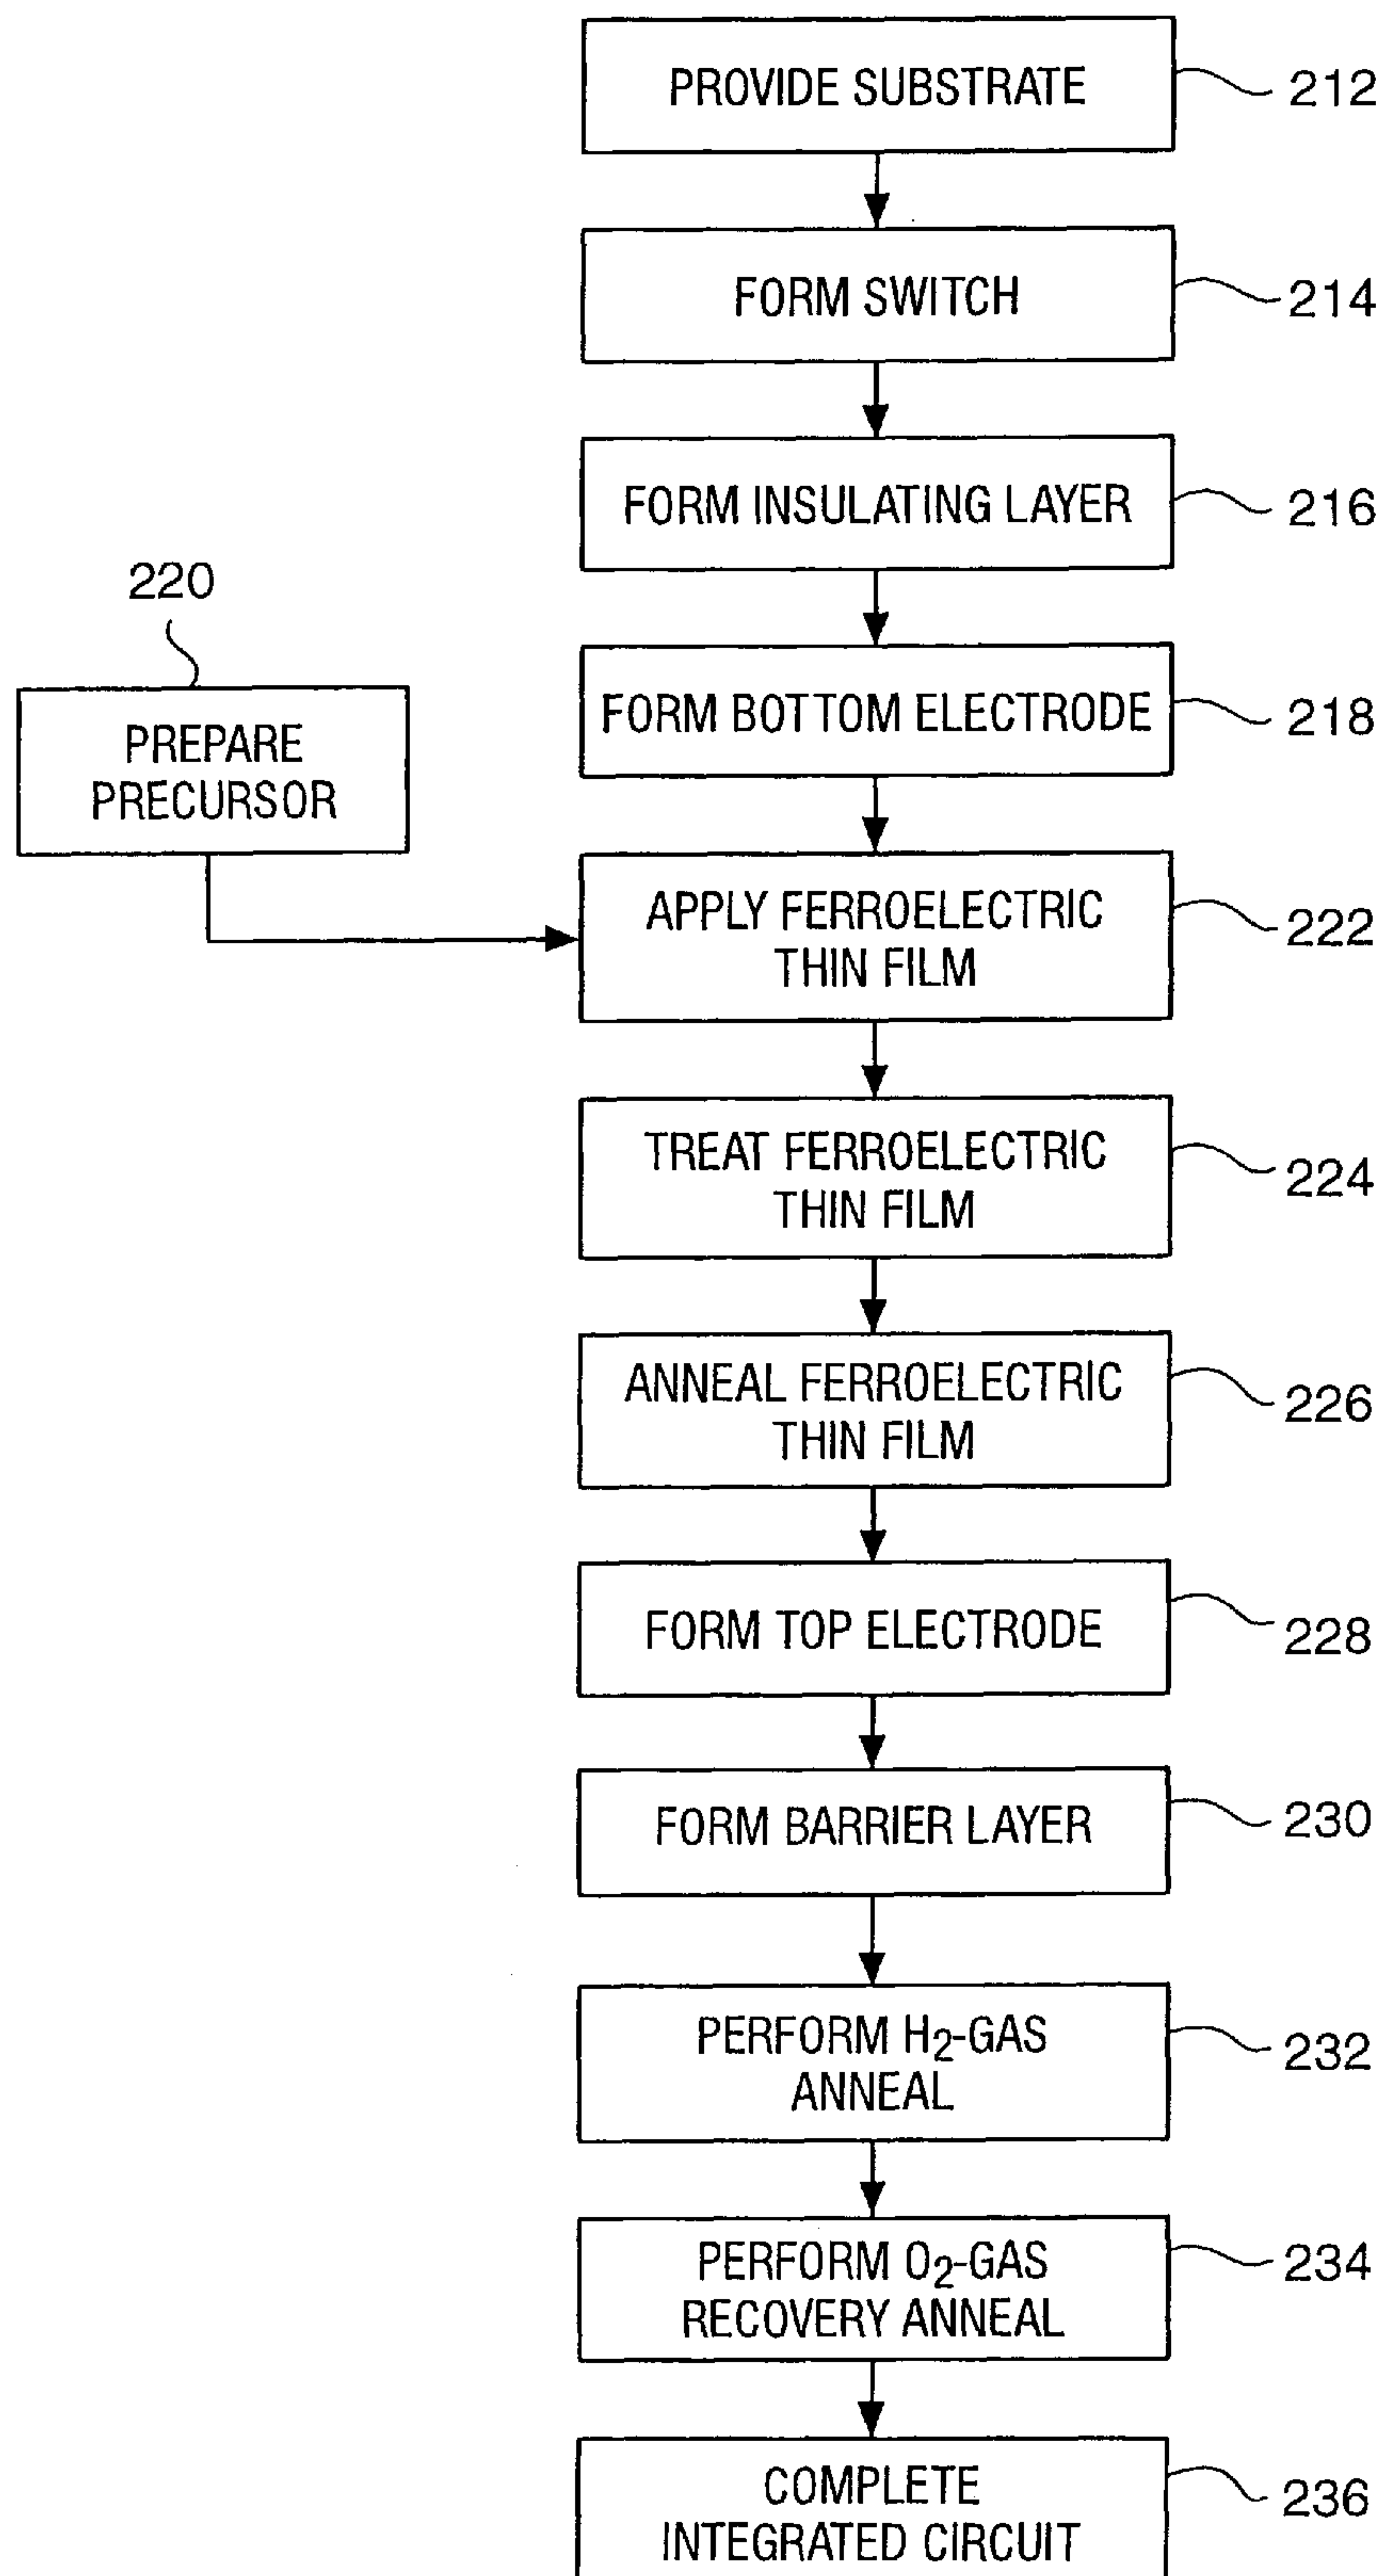 PROVIDE SUBSTRATE
212
FORM SWITCH
214
FORM INSULATING LAYER
216
FORM BOTTOM ELECTRODE
218
220
PREPARE
PRECURSOR
APPLY FERROELECTRIC
THIN FILM
222
TREAT FERROELECTRIC
THIN FILM
224
ANNEAL FERROELECTRIC
THIN FILM
226
FORM TOP ELECTRODE
228
FORM BARRIER LAYER
230
PERFORM H2-GAS
ANNEAL
232
PERFORM O2-GAS
RECOVERY ANNEAL
234
COMPLETE
INTEGRATED CIRCUIT
236